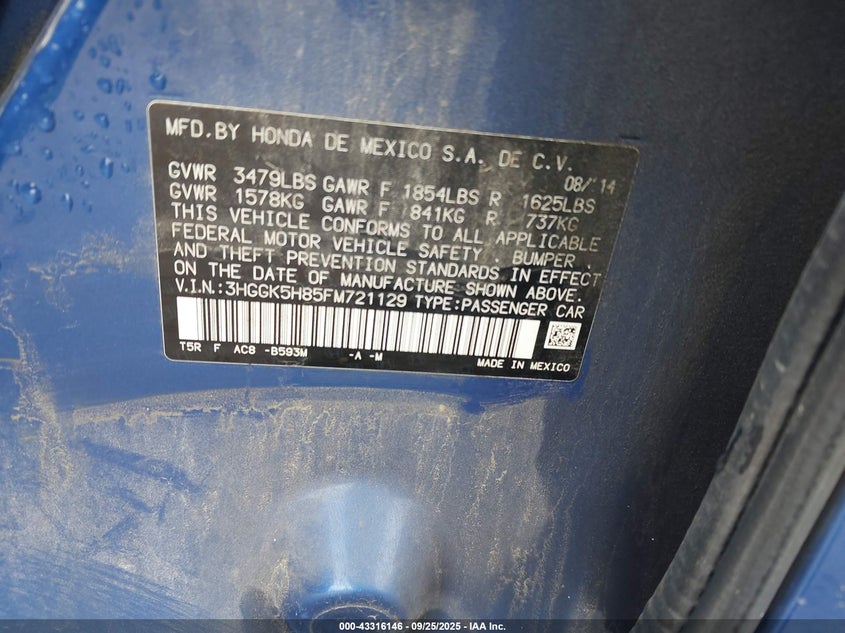 MFD.BY HONDA DE MEXICO S.A. DE C.V.
08/'14
GVWR 3479LBS GAWR F 1854LBS R 1625LBS
GVWR 1578KG GAWR F 841KG R 737KG
THIS VEHICLE CONFORMS TO ALL APPLICABLE
FEDERAL MOTOR VEHICLE SAFETY, BUMPER,
AND THEFT PREVENTION STANDARDS IN EFFECT
ON THE DATE OF MANUFACTURE SHOWN ABOVE.
V.I.N.:3HGGK5H85FM721129 TYPE:PASSENGER CAR
T5R F AC8 -B593M -A -M
MADE IN MEXICO
000-43316146 - 09/25/2025 - IAA Inc.